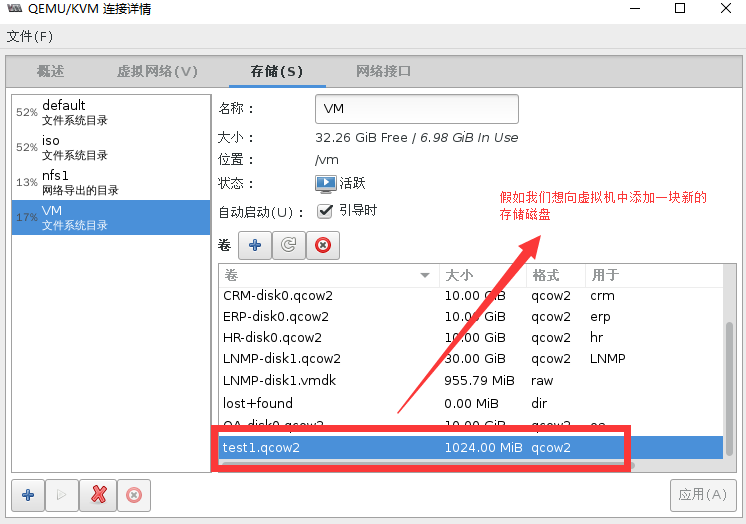 QEMU/KVM 连接详情
文件(F)
概述 虚拟网络(V) 存储(S) 网络接口
52% default
文件系统目录
52% iso
文件系统目录
13% nfs1
网络导出的目录
17% VM
文件系统目录
名称： VM
大小： 32.26 GiB Free / 6.98 GiB In Use
位置： /vm
状态： 活跃
自动启动(U)： 引导时
假如我们想向虚拟机中添加一块新的
存储磁盘
卷
卷 大小 格式 用于
CRM-disk0.qcow2 10.00 GiB qcow2 crm
ERP-disk0.qcow2 10.00 GiB qcow2 erp
HR-disk0.qcow2 10.00 GiB qcow2 hr
LNMP-disk1.qcow2 30.00 GiB qcow2 LNMP
LNMP-disk1.vmdk 955.79 MiB raw
lost+found 0.00 MiB dir
OA-disk0.qcow2 10.00 GiB qcow2 oa
test1.qcow2 1024.00 MiB qcow2
应用(A)